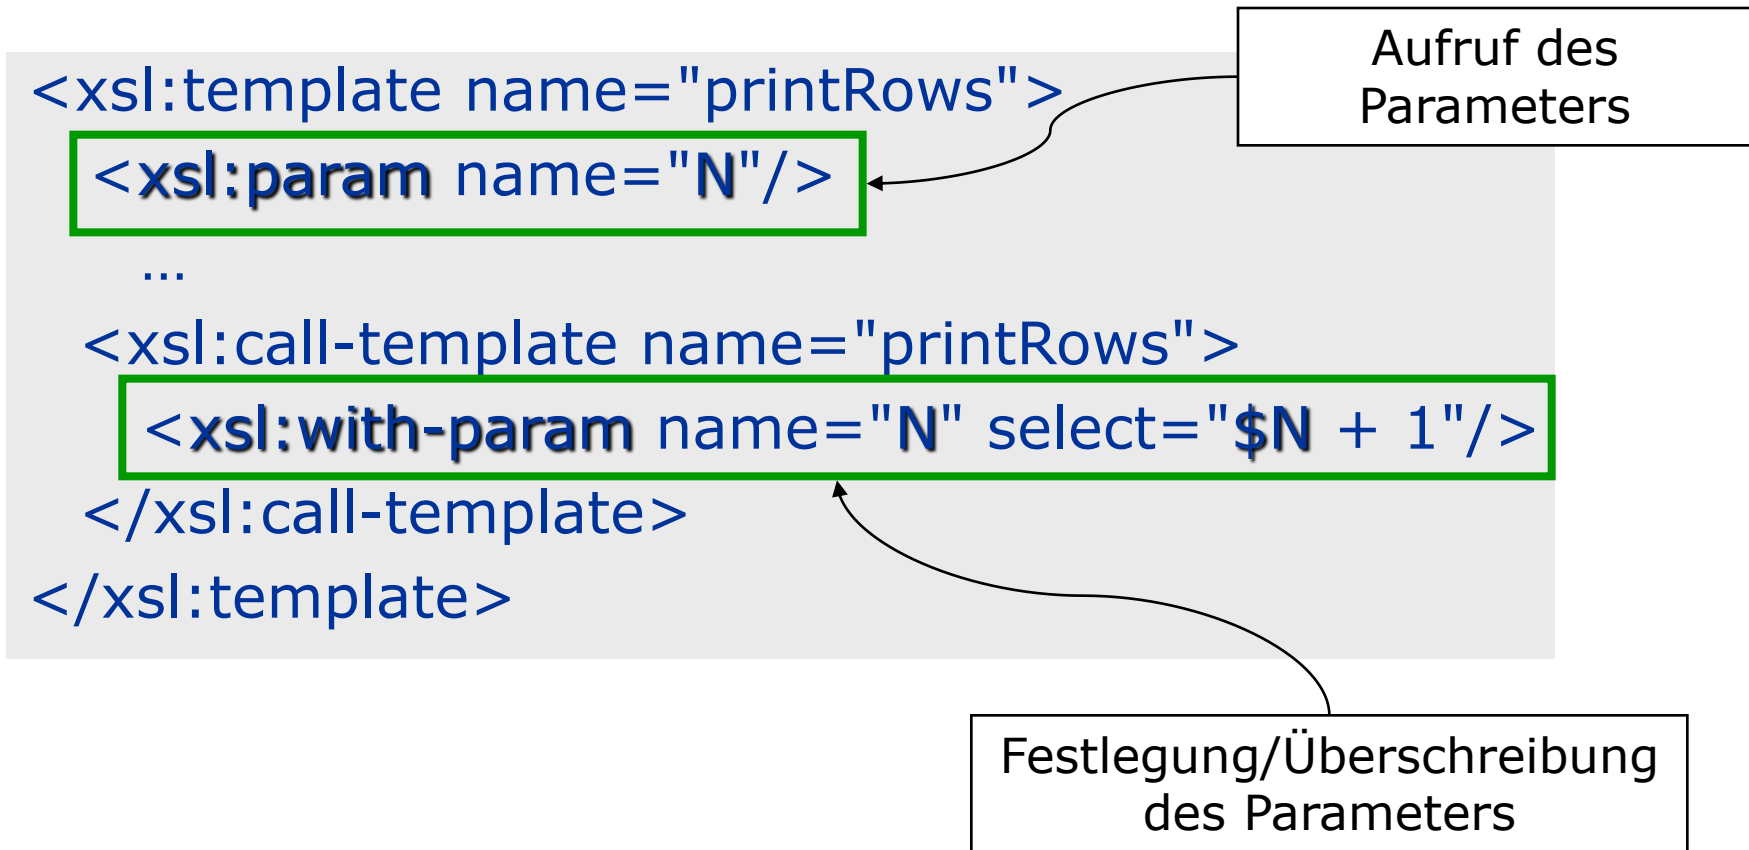 Aufruf des
Parameters
<xsl:template name="printRows">
<xsl:param name="N"/>
…
<xsl:call-template name="printRows">
<xsl:with-param name="N" select="$N + 1"/>
</xsl:call-template>
</xsl:template>
Festlegung/Überschreibung
des Parameters